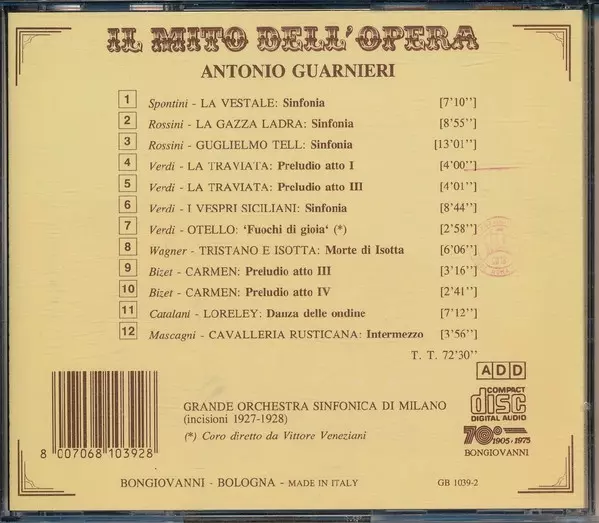 IL MITO DELL'OPERA
ANTONIO GUARNIERI
1 Spontini - LA VESTALE: Sinfonia [7'10'']
2 Rossini - LA GAZZA LADRA: Sinfonia [8'55'']
3 Rossini - GUGLIELMO TELL: Sinfonia [13'01'']
4 Verdi - LA TRAVIATA: Preludio atto I [4'00'']
5 Verdi - LA TRAVIATA: Preludio atto III [4'01'']
6 Verdi - I VESPRI SICILIANI: Sinfonia [8'44'']
7 Verdi - OTELLO: 'Fuochi di gioia' (*) [2'58'']
8 Wagner - TRISTANO E ISOTTA: Morte di Isotta [6'06'']
9 Bizet - CARMEN: Preludio atto III [3'16'']
10 Bizet - CARMEN: Preludio atto IV [2'41'']
11 Catalani - LORELEY: Danza delle ondine [7'12'']
12 Mascagni - CAVALLERIA RUSTICANA: Intermezzo [3'56'']
T. T. 72'30''
ADD
GRANDE ORCHESTRA SINFONICA DI MILANO
(incisioni 1927-1928)
(*) Coro diretto da Vittore Veneziani
COMPACT
disc
DIGITAL AUDIO
70° 1905-1975
BONGIOVANNI
8 007068 103928
BONGIOVANNI - BOLOGNA - MADE IN ITALY GB 1039-2